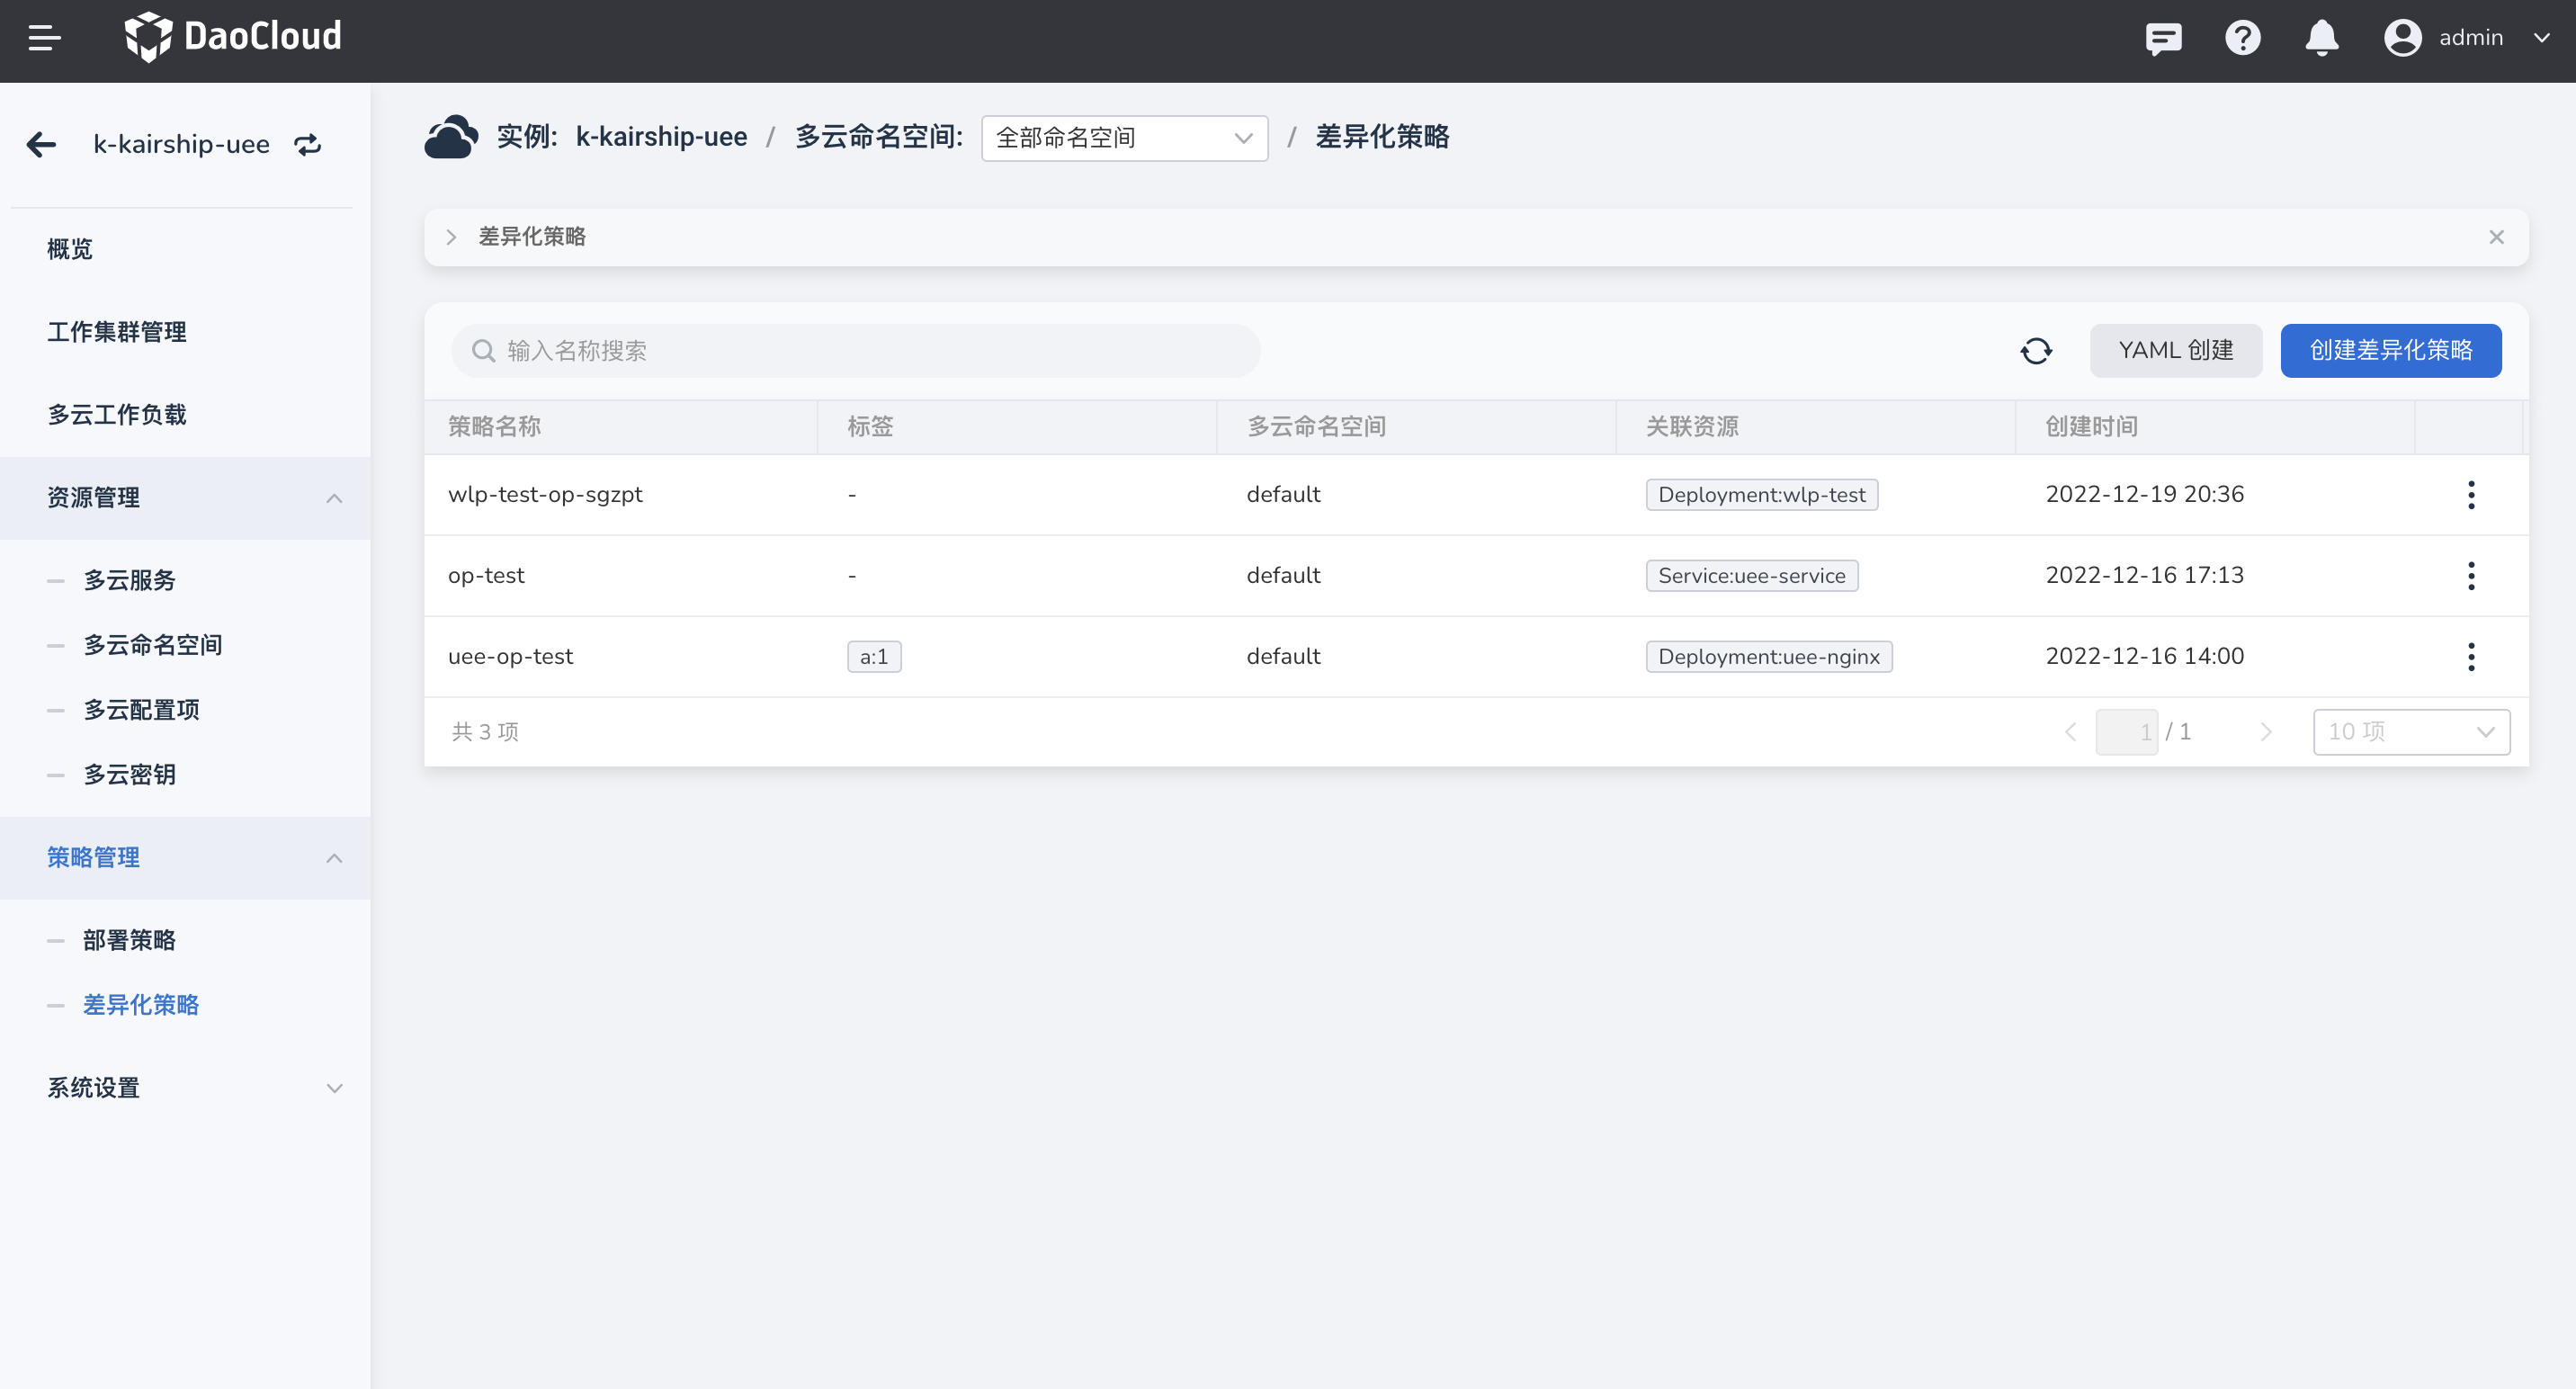 DaoCloud
admin
k-kairship-uee
概览
工作集群管理
多云工作负载
资源管理
多云服务
多云命名空间
多云配置项
多云密钥
策略管理
部署策略
差异化策略
系统设置
实例: k-kairship-uee / 多云命名空间: 全部命名空间 / 差异化策略
差异化策略
输入名称搜索 YAML 创建 创建差异化策略
策略名称 标签 多云命名空间 关联资源 创建时间
wlp-test-op-sgzpt - default Deployment:wlp-test 2022-12-19 20:36
op-test - default Service:uee-service 2022-12-16 17:13
uee-op-test a:1 default Deployment:uee-nginx 2022-12-16 14:00
共 3 项 1 / 1 10 项